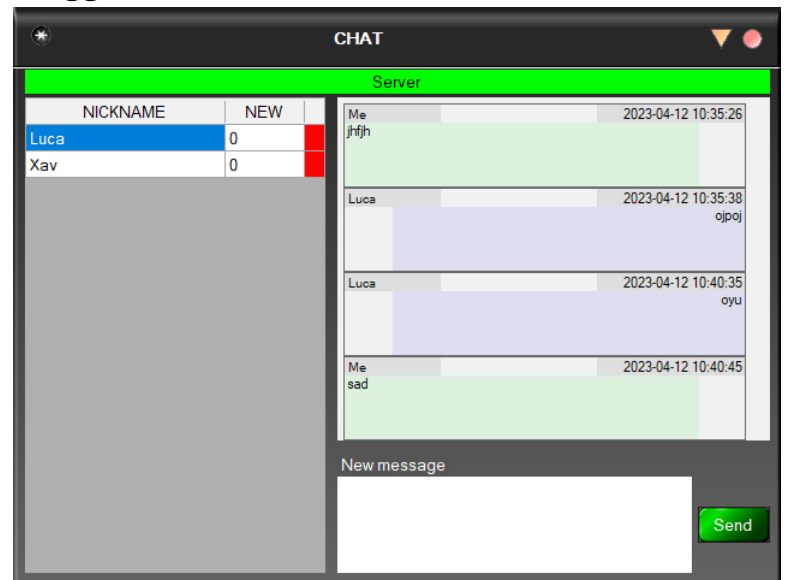 CHAT
Server
NICKNAME NEW
Luca 0
Xav 0
Me 2023-04-12 10:35:26
jhfjh
Luca 2023-04-12 10:35:38
ojpoj
Luca 2023-04-12 10:40:35
oyu
Me 2023-04-12 10:40:45
sad
New message
Send